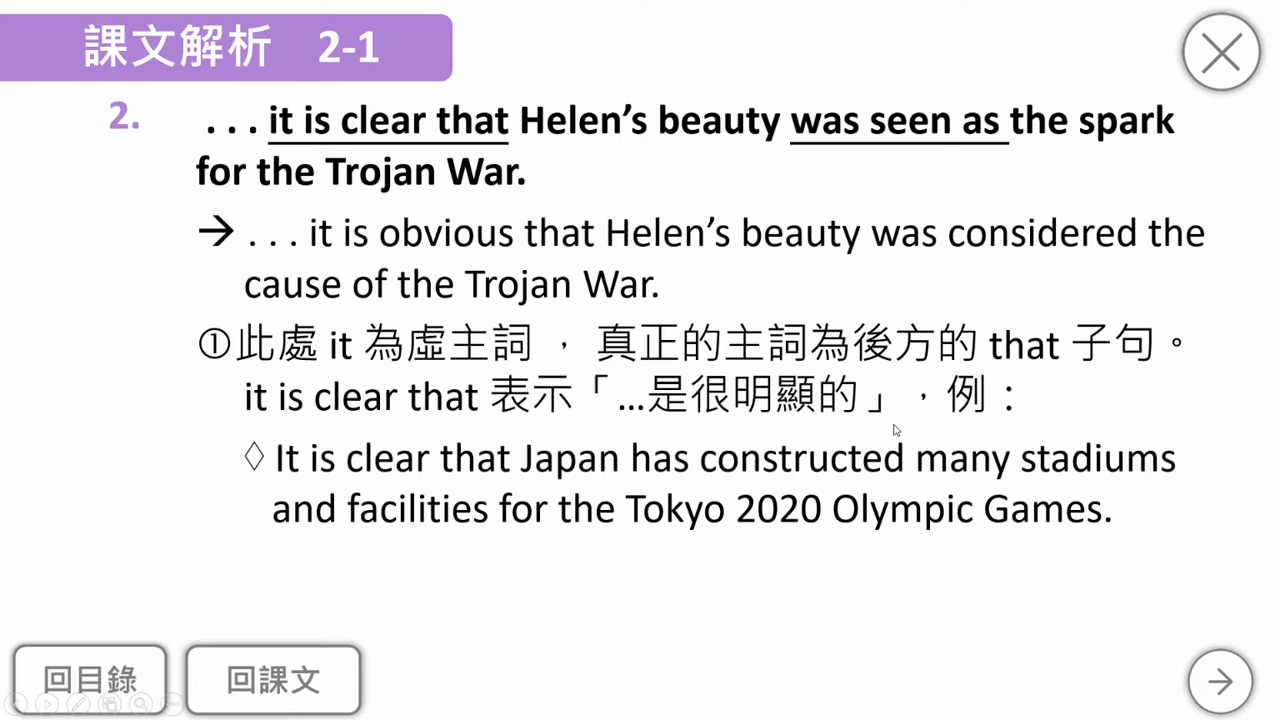 課文解析 2-1
2. . . . it is clear that Helen’s beauty was seen as the spark
for the Trojan War.
→ . . . it is obvious that Helen’s beauty was considered the
cause of the Trojan War.
①此處 it 為虛主詞 ， 真正的主詞為後方的 that 子句。
it is clear that 表示「…是很明顯的」，例：
◊ It is clear that Japan has constructed many stadiums
and facilities for the Tokyo 2020 Olympic Games.
回目錄 回課文